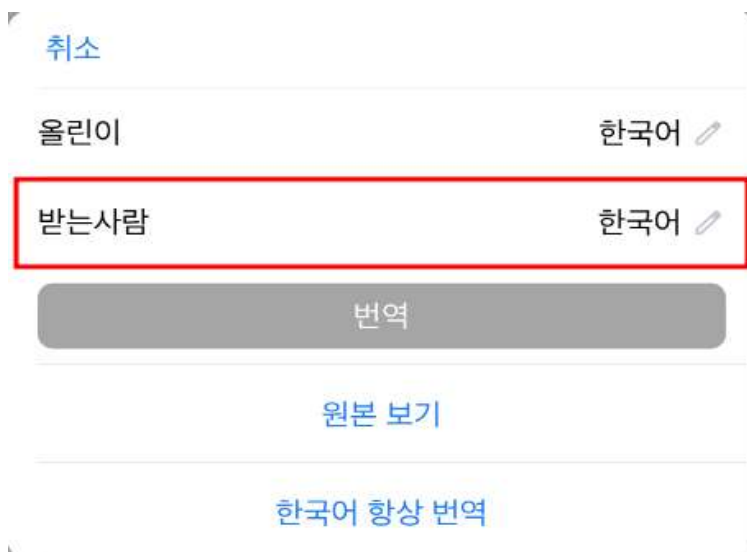 취소
올린이 한국어
받는사람 한국어
번역
원본 보기
한국어 항상 번역